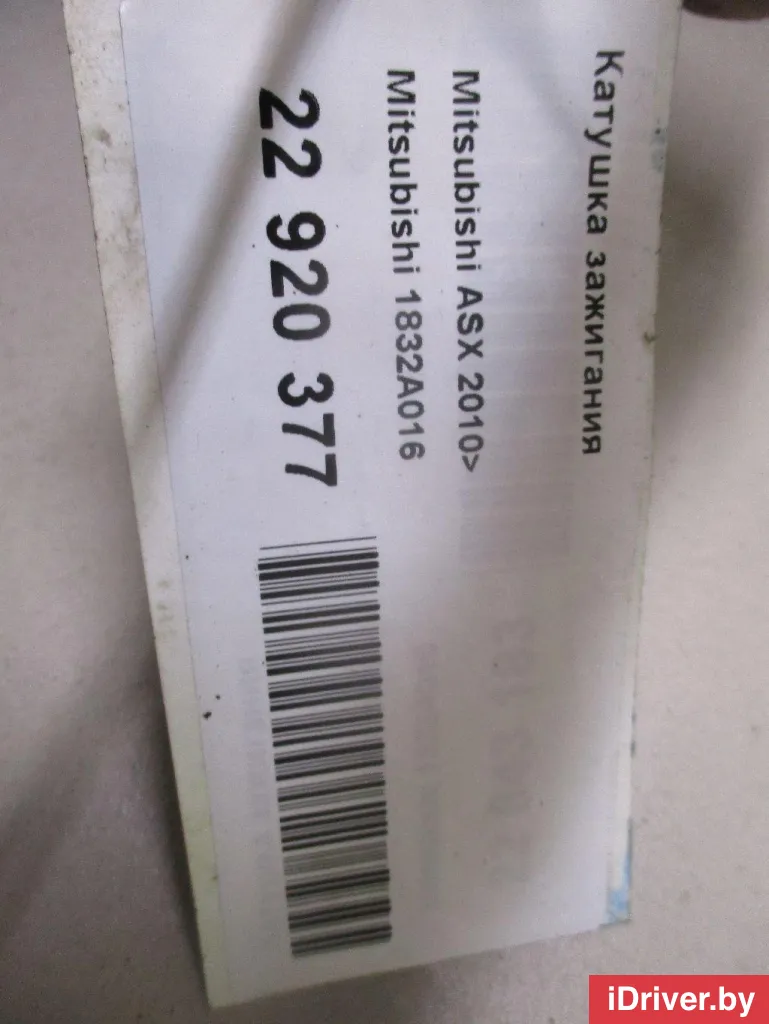 Катушка зажигания
Mitsubishi ASX 2010>
Mitsubishi 1832A016
22 920 377
iDriver.by